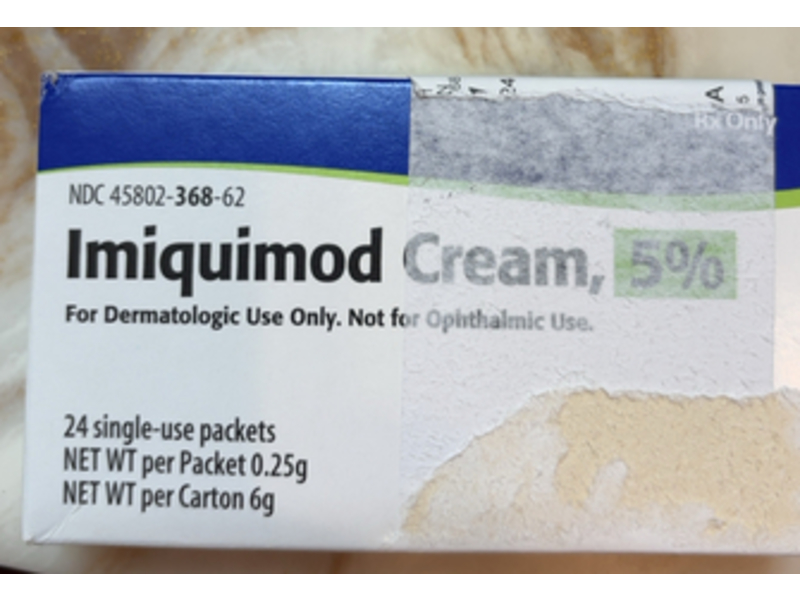 Rx Only
NDC 45802-368-62
Imiquimod Cream, 5%
For Dermatologic Use Only. Not for Ophthalmic Use.
24 single-use packets
NET WT per Packet 0.25g
NET WT per Carton 6g